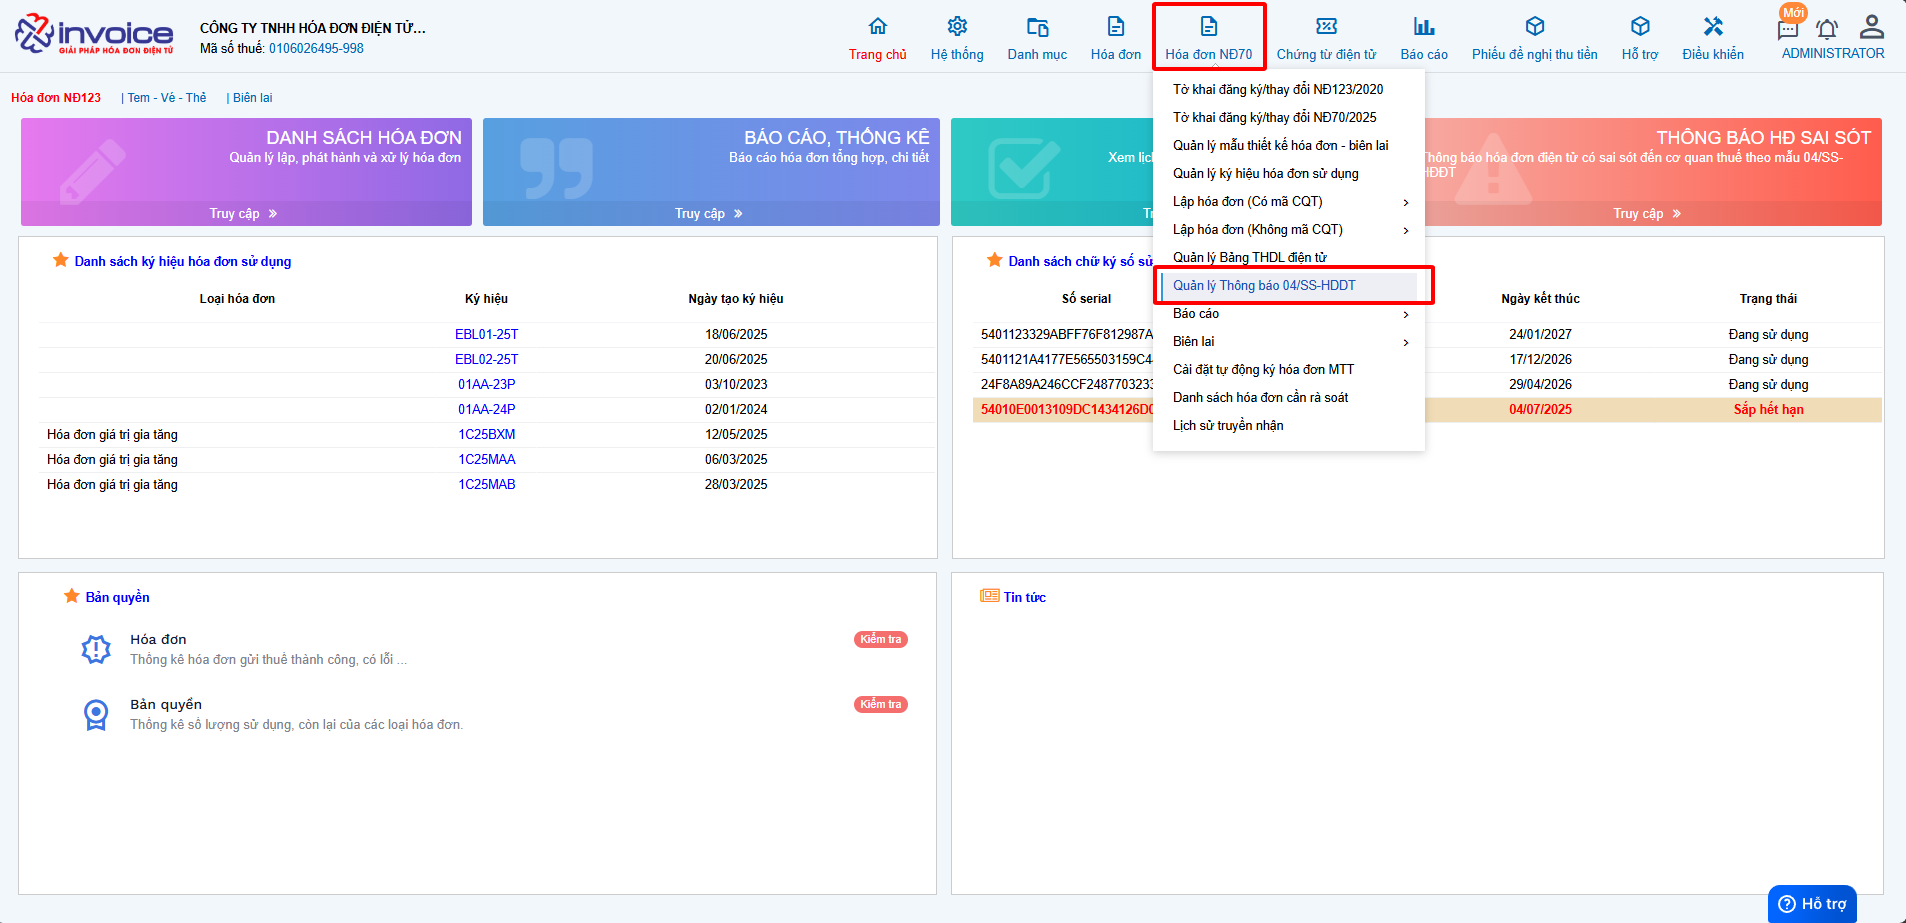 invoice
GIẢI PHÁP HÓA ĐƠN ĐIỆN TỬ
CÔNG TY TNHH HÓA ĐƠN ĐIỆN TỬ...
Mã số thuế: 0106026495-998
Trang chủ
Hệ thống
Danh mục
Hóa đơn
Hóa đơn NĐ70
Chứng từ điện tử
Báo cáo
Phiếu đề nghị thu tiền
Hỗ trợ
Điều khiển
Mới
ADMINISTRATOR
Hóa đơn NĐ123 | Tem - Vé - Thẻ | Biên lai
DANH SÁCH HÓA ĐƠN
Quản lý lập, phát hành và xử lý hóa đơn
Truy cập »
BÁO CÁO, THỐNG KÊ
Báo cáo hóa đơn tổng hợp, chi tiết
Truy cập »
Xem lịc
Tr
THÔNG BÁO HĐ SAI SÓT
Thông báo hóa đơn điện tử có sai sót đến cơ quan thuế theo mẫu 04/SS-
HĐĐT
Truy cập »
Tờ khai đăng ký/thay đổi NĐ123/2020
Tờ khai đăng ký/thay đổi NĐ70/2025
Quản lý mẫu thiết kế hóa đơn - biên lai
Quản lý ký hiệu hóa đơn sử dụng
Lập hóa đơn (Có mã CQT)
Lập hóa đơn (Không mã CQT)
Quản lý Bảng THDL điện tử
Quản lý Thông báo 04/SS-HDDT
Báo cáo
Biên lai
Cài đặt tự động ký hóa đơn MTT
Danh sách hóa đơn cần rà soát
Lịch sử truyền nhận
Danh sách ký hiệu hóa đơn sử dụng
Loại hóa đơn Ký hiệu Ngày tạo ký hiệu
EBL01-25T 18/06/2025
EBL02-25T 20/06/2025
01AA-23P 03/10/2023
01AA-24P 02/01/2024
Hóa đơn giá trị gia tăng 1C25BXM 12/05/2025
Hóa đơn giá trị gia tăng 1C25MAA 06/03/2025
Hóa đơn giá trị gia tăng 1C25MAB 28/03/2025
Danh sách chữ ký số sử
Số serial Ngày kết thúc Trạng thái
5401123329ABFF76F812987A 24/01/2027 Đang sử dụng
5401121A4177E565503159C4 17/12/2026 Đang sử dụng
24F8A89A246CCF2487703233 29/04/2026 Đang sử dụng
54010E0013109DC1434126D0 04/07/2025 Sắp hết hạn
Bản quyền
Hóa đơn
Thống kê hóa đơn gửi thuế thành công, có lỗi ...
Kiểm tra
Bản quyền
Thống kê số lượng sử dụng, còn lại của các loại hóa đơn.
Kiểm tra
Tin tức
Hỗ trợ